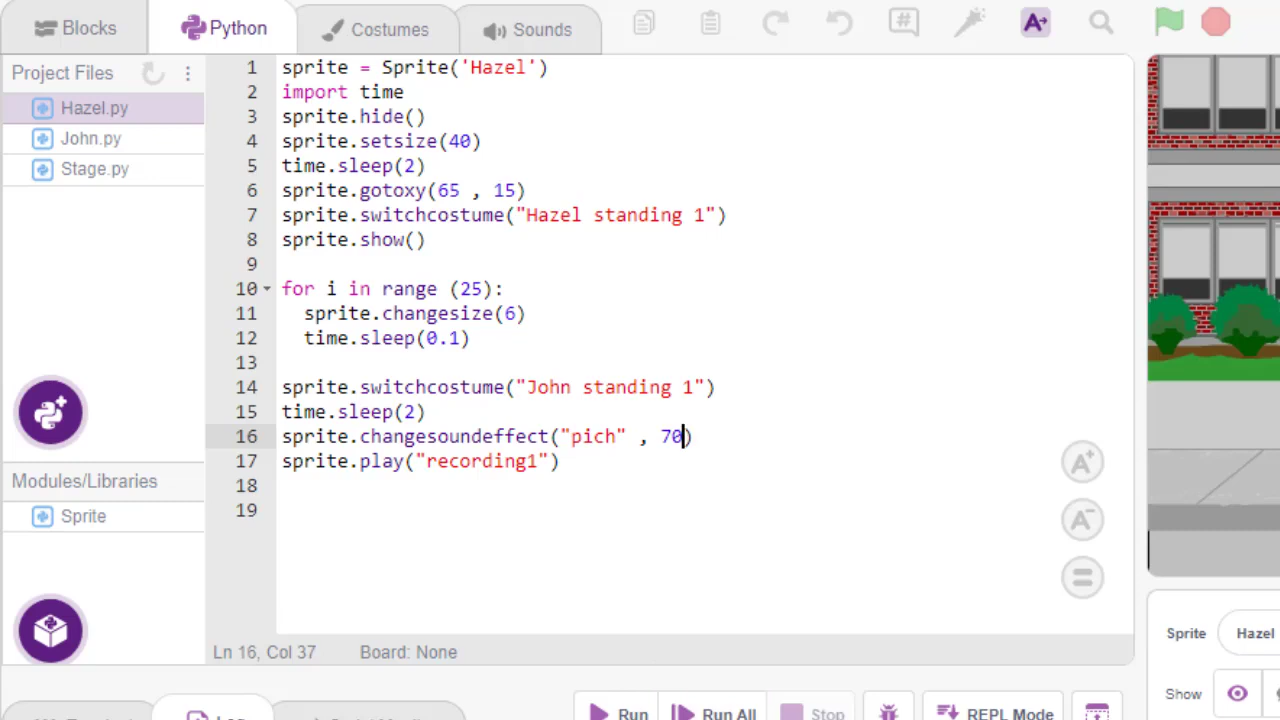 Blocks Python Costumes Sounds
Project Files
Hazel.py
John.py
Stage.py
Modules/Libraries
Sprite
1 sprite = Sprite('Hazel')
2 import time
3 sprite.hide()
4 sprite.setsize(40)
5 time.sleep(2)
6 sprite.gotoxy(65 , 15)
7 sprite.switchcostume("Hazel standing 1")
8 sprite.show()
9
10 for i in range (25):
11 sprite.changesize(6)
12 time.sleep(0.1)
13
14 sprite.switchcostume("John standing 1")
15 time.sleep(2)
16 sprite.changesoundeffect("pich" , 70)
17 sprite.play("recording1")
18
19
Ln 16, Col 37 Board: None
Run Run All Stop REPL Mode
Sprite Hazel
Show